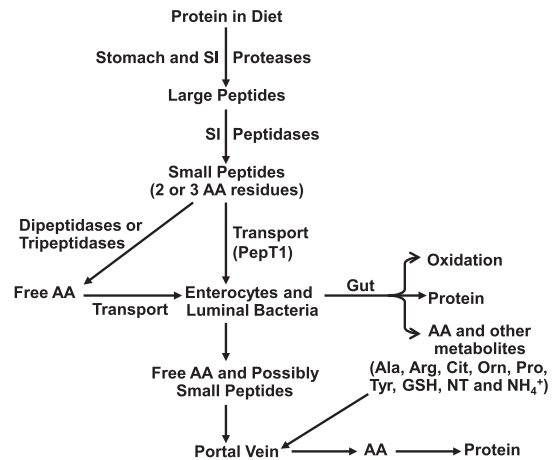 Protein in Diet
Stomach and SI Proteases
Large Peptides
SI Peptidases
Small Peptides
(2 or 3 AA residues)
Dipeptidases or
Tripeptidases
Transport
(PepT1)
Free AA
Transport
Enterocytes and
Luminal Bacteria
Gut
Oxidation
Protein
AA and other
metabolites
(Ala, Arg, Cit, Orn, Pro,
Tyr, GSH, NT and NH₄⁺)
Free AA and Possibly
Small Peptides
Portal Vein
AA
Protein